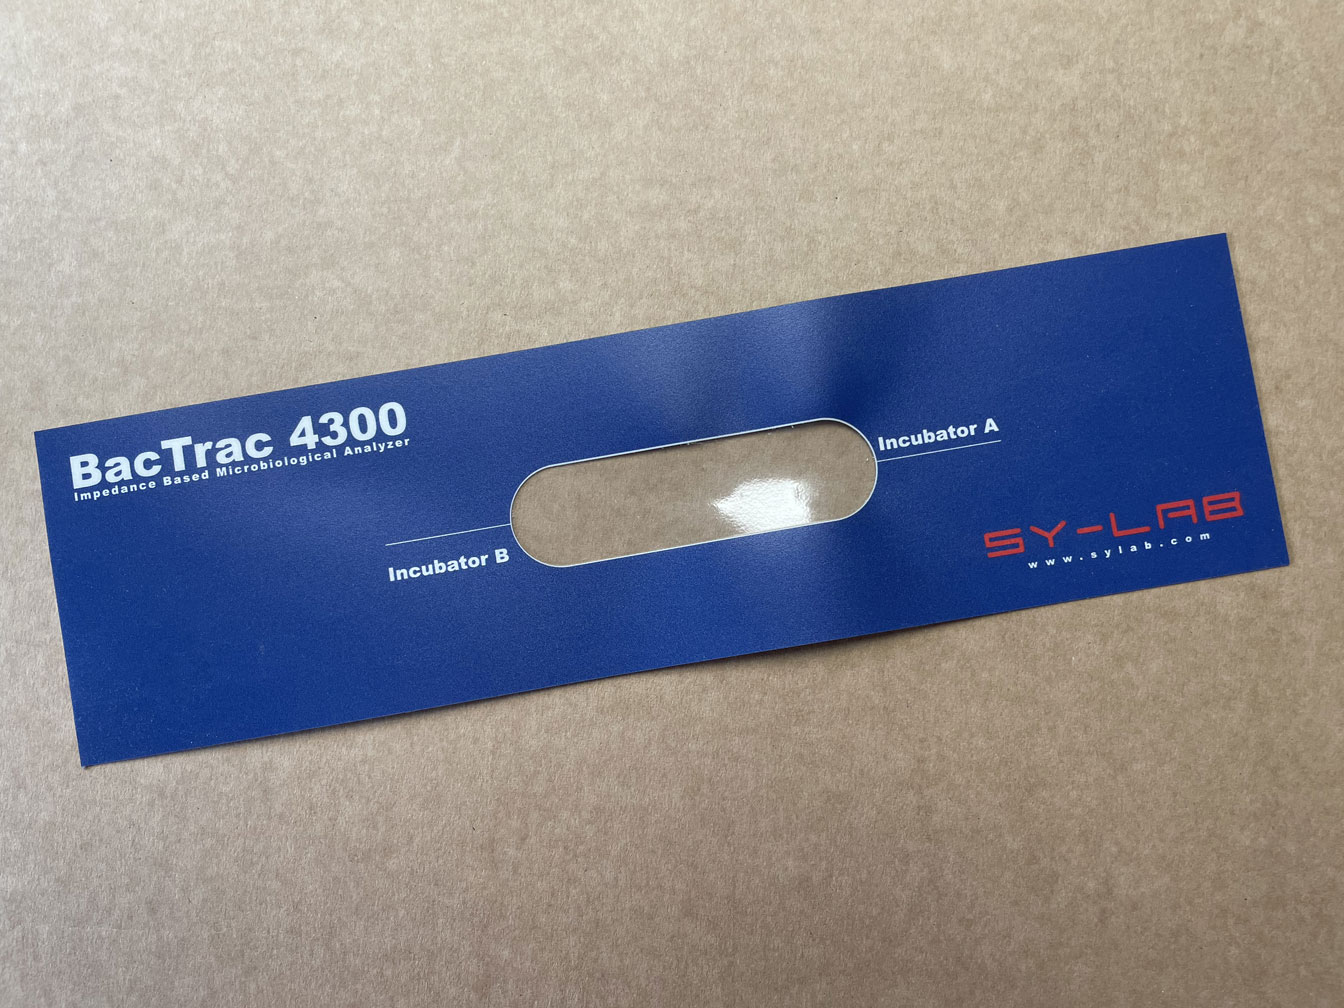 BacTrac 4300
Impedance Based Microbiological Analyzer
Incubator A
Incubator B
SY-LAB
www.sylab.com